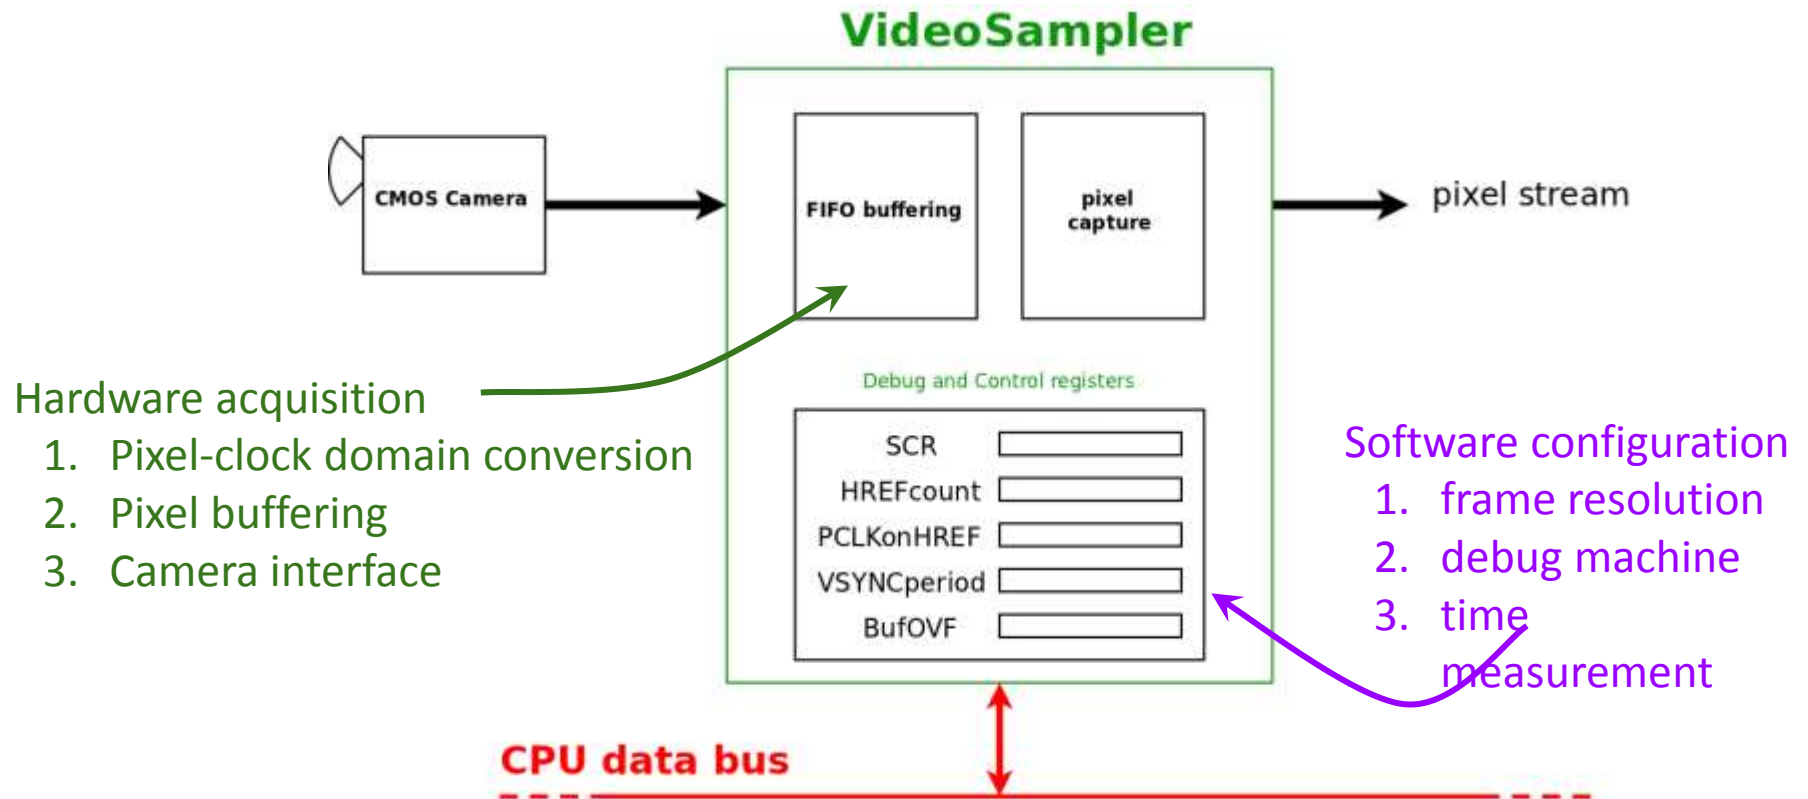 VideoSampler
CMOS Camera
FIFO buffering
pixel
capture
pixel stream
Hardware acquisition
1. Pixel-clock domain conversion
2. Pixel buffering
3. Camera interface
Debug and Control registers
SCR
HREFcount
PCLKonHREF
VSYNCperiod
BufOVF
Software configuration
1. frame resolution
2. debug machine
3. time
measurement
CPU data bus